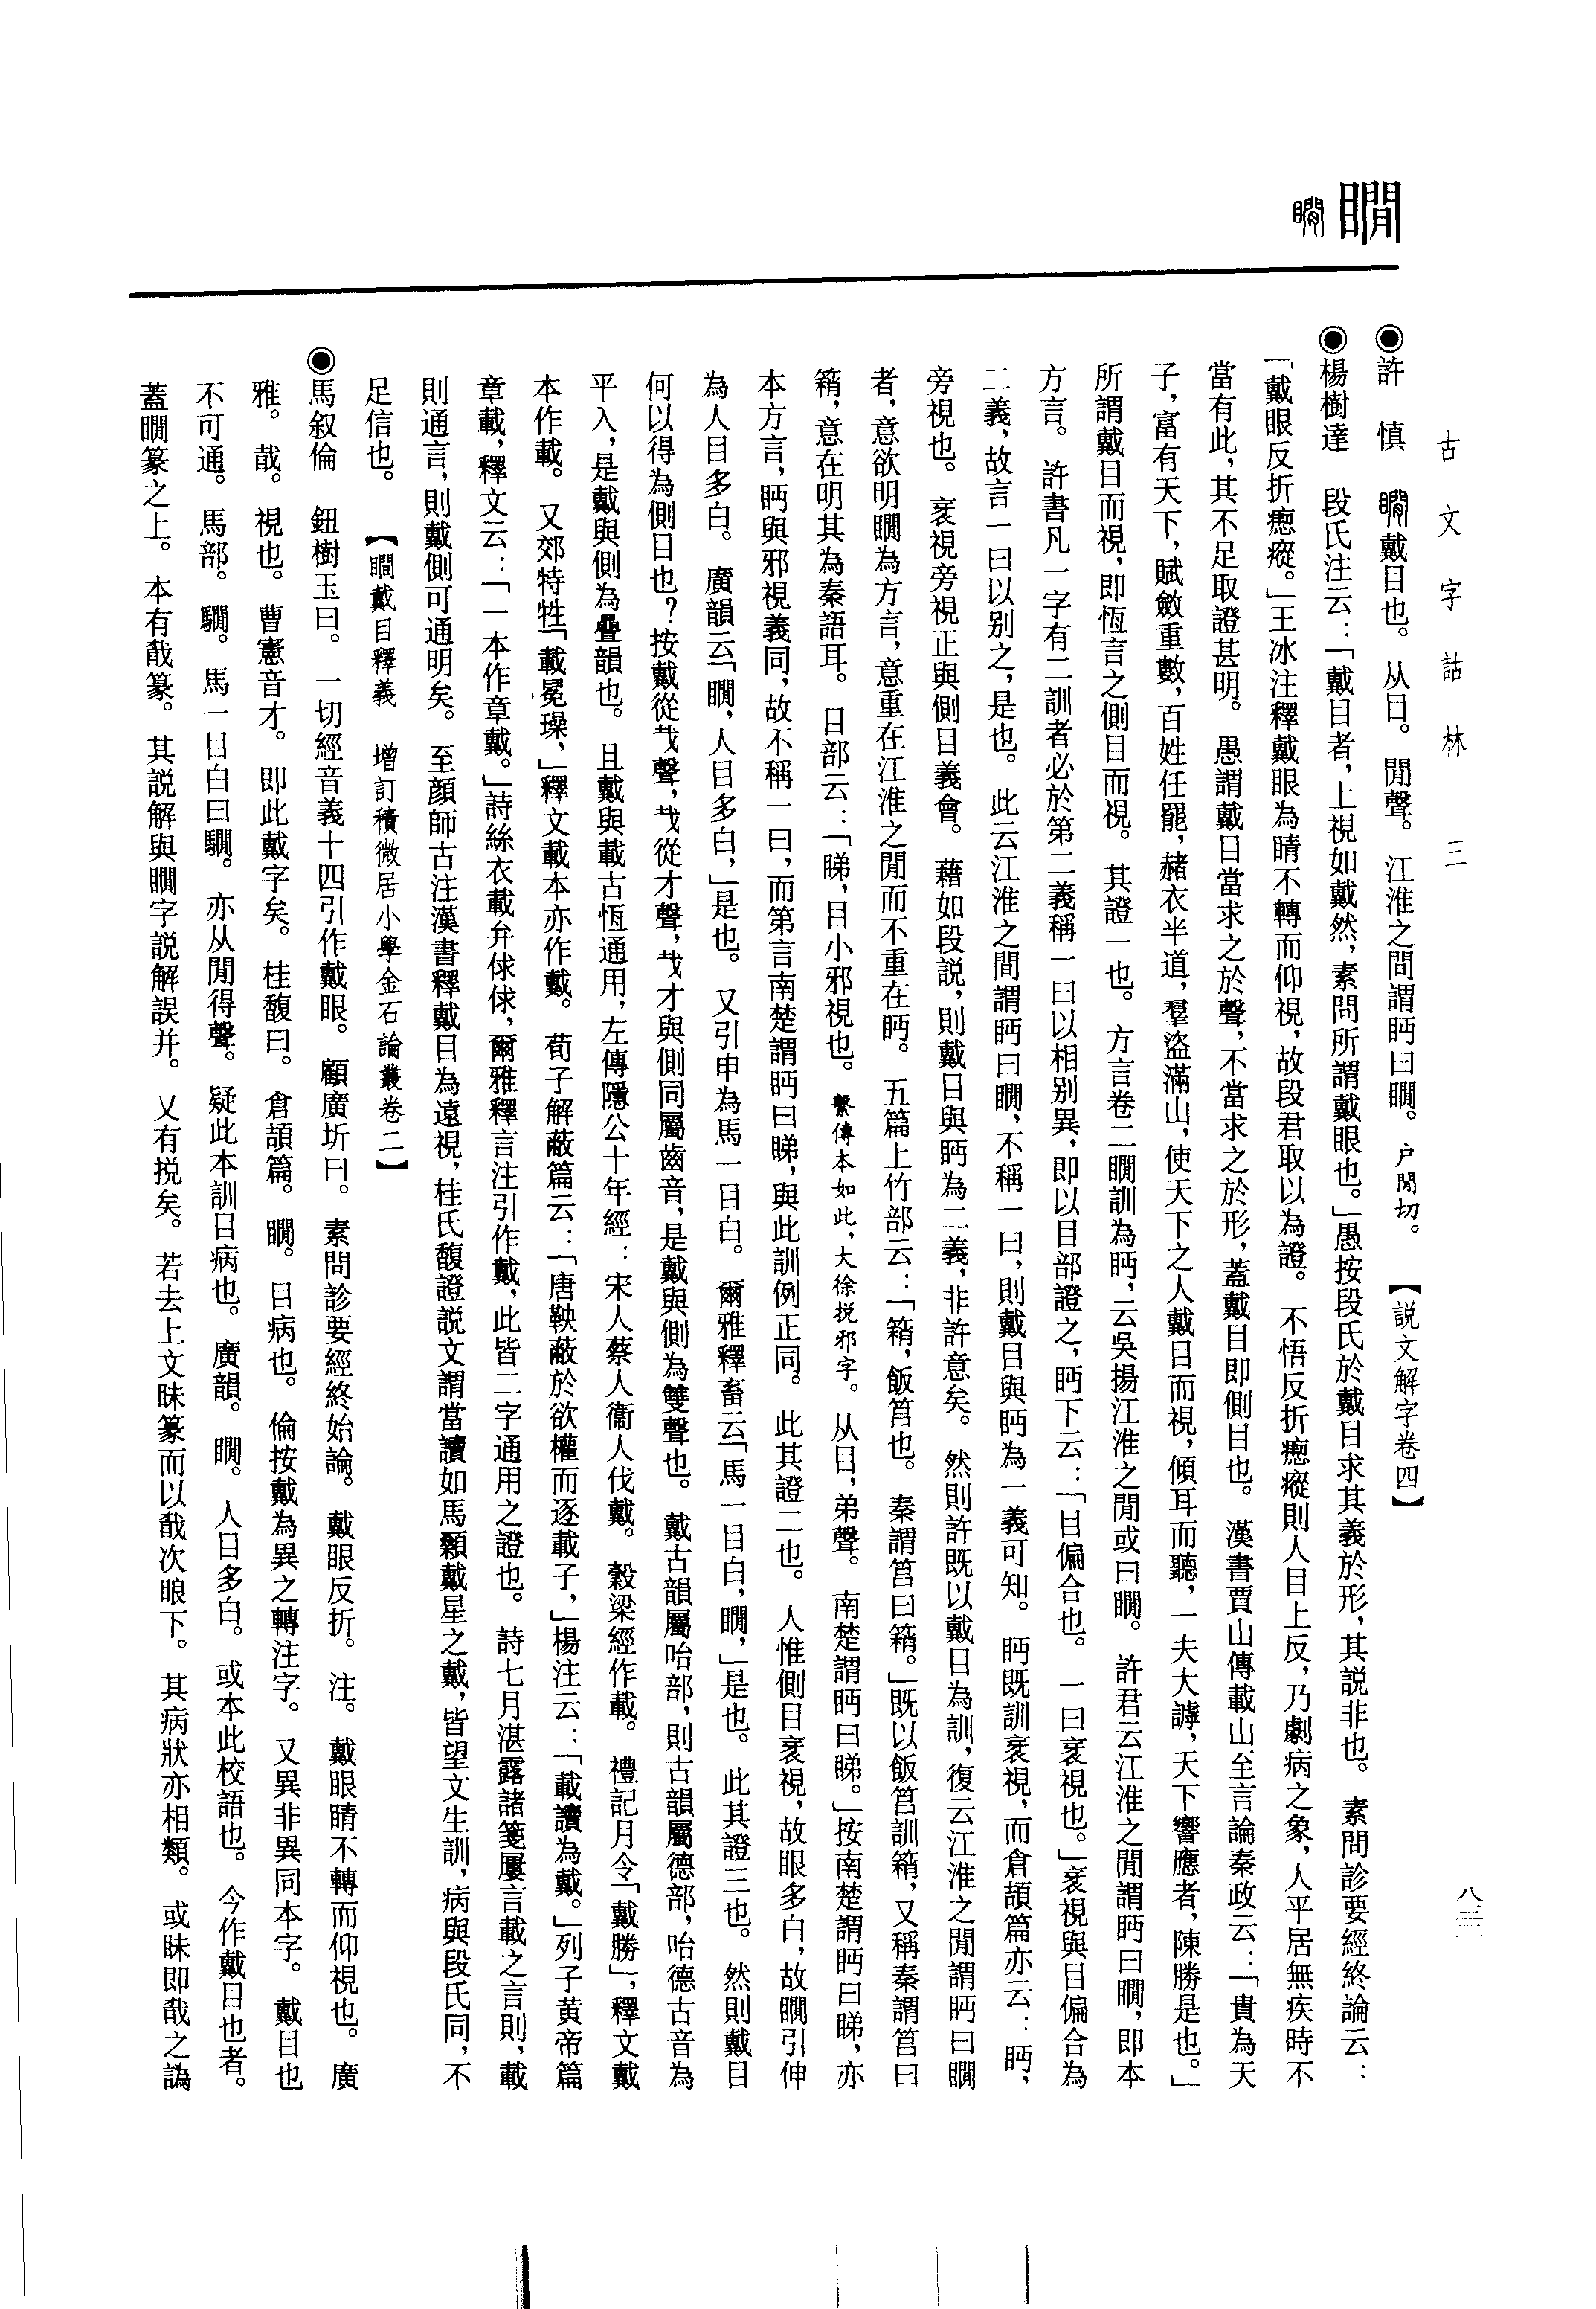 古文字詁林 三
八三二
瞯
●許 慎 瞯戴目也。从目。閒聲。江淮之間謂眄曰瞯。户閒切。【説文解字卷四】
●楊樹達 段氏注云:「戴目者,上視如戴然,素問所謂戴眼也。」愚按段氏於戴目求其義於形,其説非也。素問診要經終論云:
「戴眼反折瘛瘲。」王冰注釋戴眼為睛不轉而仰視,故段君取以為證。不悟反折瘛瘲則人目上反,乃劇病之象,人平居無疾時不
當有此,其不足取證甚明。愚謂戴目當求之於聲,不當求之於形,蓋戴目即側目也。漢書賈山傳載山至言論秦政云:「貴為天
子,富有天下,賦斂重數,百姓任罷,赭衣半道,羣盜滿山,使天下之人戴目而視,傾耳而聽,一夫大謼,天下響應者,陳勝是也。」
所謂戴目而視,即恆言之側目而視。其證一也。方言卷二瞯訓為眄,云吳揚江淮之閒或曰瞯。許君云江淮之閒謂眄曰瞯,即本
方言。許書凡一字有二訓者必於第二義稱一曰以相別異,即以目部證之,眄下云:「目偏合也。一曰衺視也。」衺視與目偏合為
二義,故言一曰以别之,是也。此云江淮之間謂眄曰瞯,不稱一曰,則戴目與眄為一義可知。眄既訓衺視,而倉頡篇亦云:眄,
旁視也。衺視旁視正與側目義會。藉如段説,則戴目與眄為二義,非許意矣。然則許既以戴目為訓,復云江淮之閒謂眄曰瞯
者,意欲明瞯為方言,意重在江淮之閒而不重在眄。五篇上竹部云:「䈰,飯筥也。秦謂筥曰䈰。」既以飯筥訓䈰,又稱秦謂筥曰
䈰,意在明其為秦語耳。目部云:「睇,目小邪視也。繫傳本如此,大徐挩邪字。从目,弟聲。南楚謂眄曰睇。」按南楚謂眄曰睇,亦
本方言,眄與邪視義同,故不稱一曰,而第言南楚謂眄曰睇,與此訓例正同。此其證二也。人惟側目衺視,故眼多白,故瞯引伸
為人目多白。廣韻云「瞯,人目多白,」是也。又引申為馬一目白。爾雅釋畜云「馬一目白,瞯,」是也。此其證三也。然則戴目
何以得為側目也?按戴從𢦏聲,𢦏從才聲,𢦏才與側同屬齒音,是戴與側為雙聲也。戴古韻屬咍部,則古韻屬德部,咍德古音為
平入,是戴與側為疊韻也。且戴與載古恆通用,左傳隱公十年經:宋人蔡人衞人伐戴。穀梁經作載。禮記月令「戴勝」,釋文戴
本作載。又郊特牲「載冕璪,」釋文載本亦作戴。荀子解蔽篇云:「唐鞅蔽於欲權而逐載子,」楊注云:「載讀為戴。」列子黄帝篇
章載,釋文云:「一本作章戴。」詩絲衣載弁俅俅,爾雅釋言注引作戴,此皆二字通用之證也。詩七月湛露諸箋屢言載之言則,載
則通言,則戴側可通明矣。至顔師古注漢書釋戴目為遠視,桂氏馥證説文謂當讀如馬顙戴星之戴,皆望文生訓,病與段氏同,不
足信也。 【瞯戴目釋義 增訂積微居小學金石論叢卷二】
●馬叙倫 鈕樹玉曰。一切經音義十四引作戴眼。顧廣圻曰。素問診要經終始論。戴眼反折。注。戴眼睛不轉而仰視也。廣
雅。㦲。視也。曹憲音才。即此戴字矣。桂馥曰。倉頡篇。瞯。目病也。倫按戴為異之轉注字。又異非異同本字。戴目也
不可通。馬部。驓。馬一目白曰驓。亦从閒得聲。疑此本訓目病也。廣韻。瞯。人目多白。或本此校語也。今作戴目也者。
蓋瞯篆之上。本有㦲篆。其説解與瞯字説解誤并。又有挩矣。若去上文眛篆而以㦲次眼下。其病狀亦相類。或眛即㦲之譌